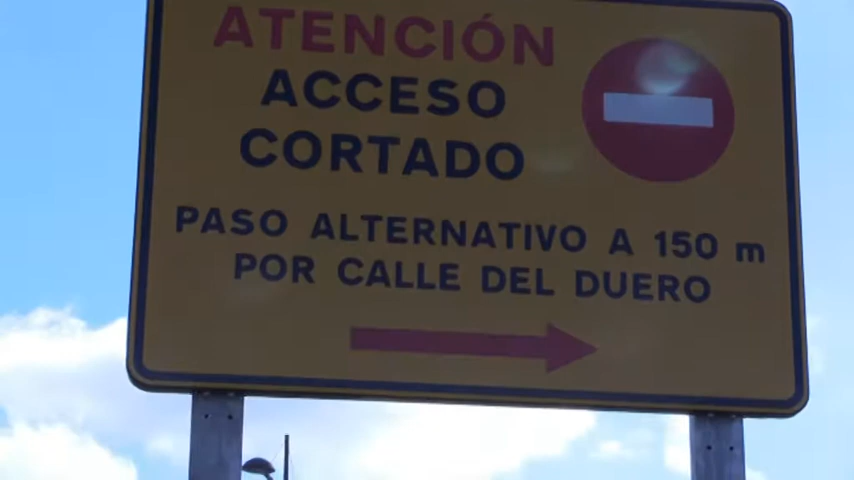 ATENCIÓN
ACCESO
CORTADO
PASO ALTERNATIVO A 150 m
POR CALLE DEL DUERO